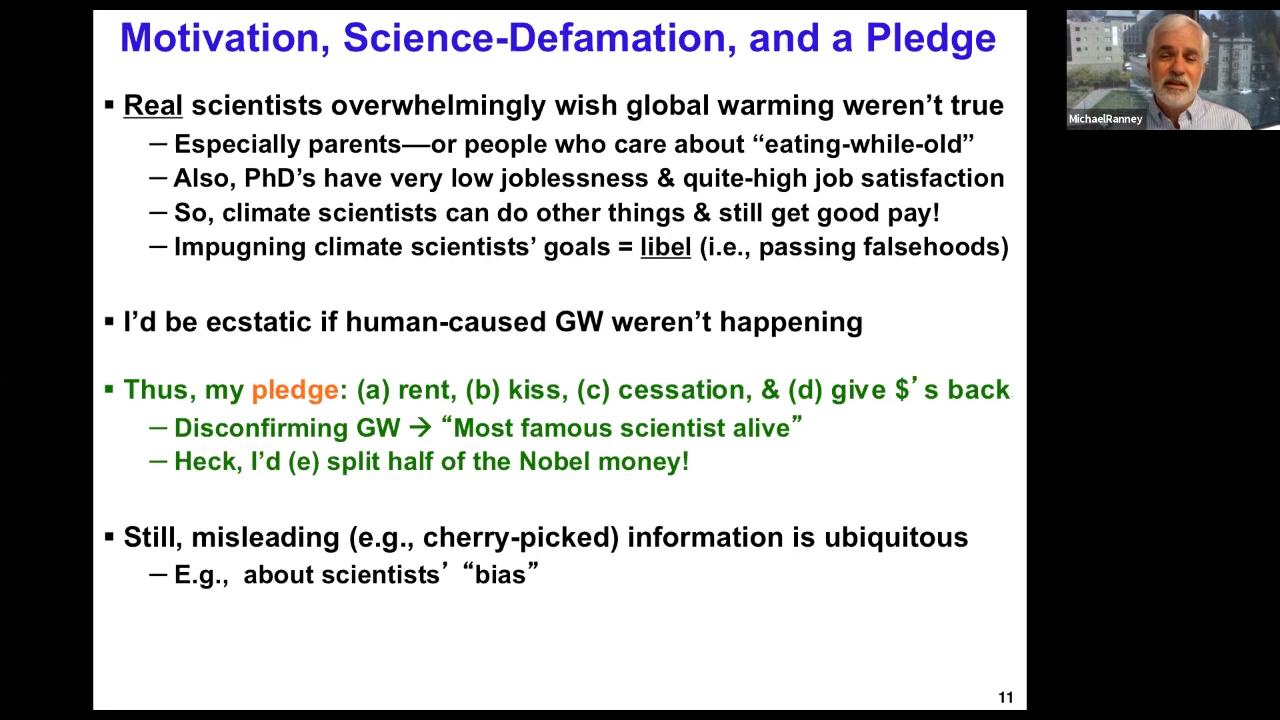 Motivation, Science-Defamation, and a Pledge
▪ Real scientists overwhelmingly wish global warming weren’t true
– Especially parents—or people who care about “eating-while-old”
– Also, PhD’s have very low joblessness & quite-high job satisfaction
– So, climate scientists can do other things & still get good pay!
– Impugning climate scientists’ goals = libel (i.e., passing falsehoods)
▪ I’d be ecstatic if human-caused GW weren’t happening
▪ Thus, my pledge: (a) rent, (b) kiss, (c) cessation, & (d) give $’s back
– Disconfirming GW → “Most famous scientist alive”
– Heck, I’d (e) split half of the Nobel money!
▪ Still, misleading (e.g., cherry-picked) information is ubiquitous
– E.g., about scientists’ “bias”
11
MichaelRanney